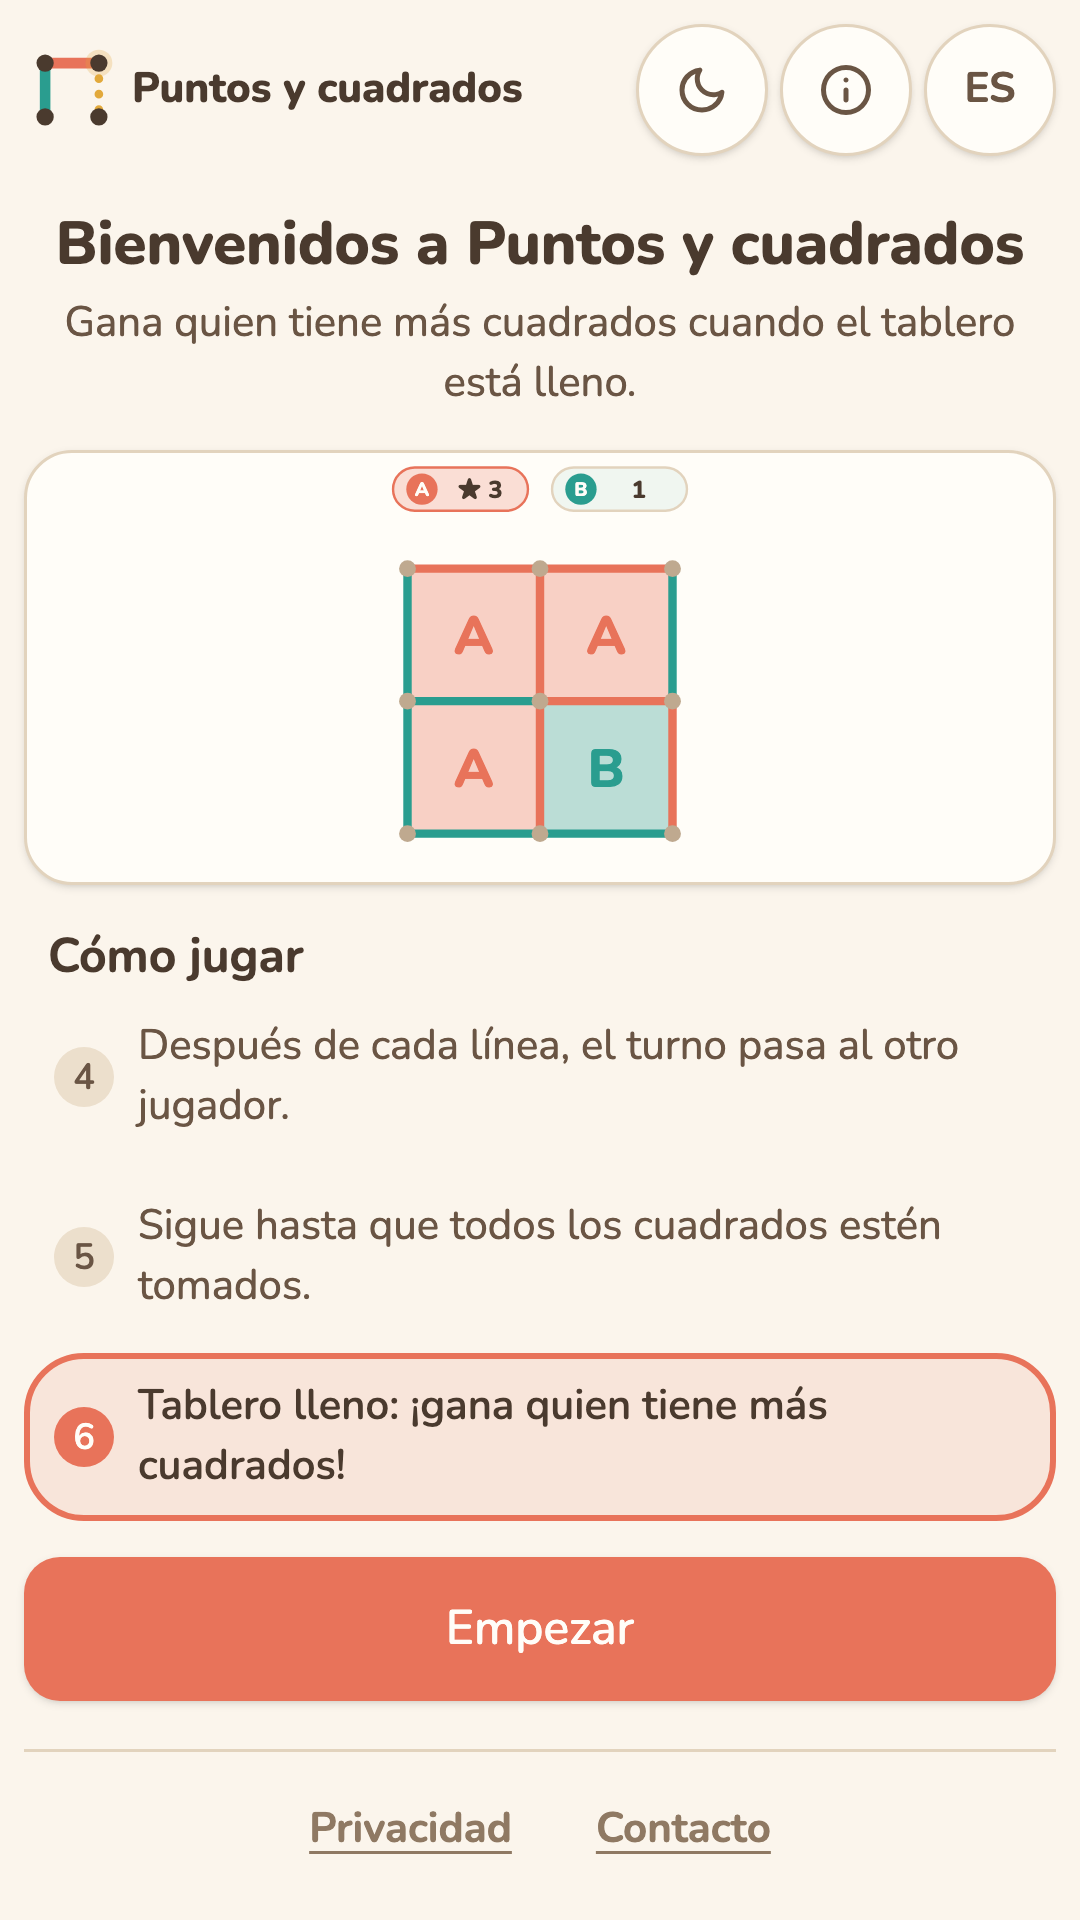 Puntos y cuadrados
ES
Bienvenidos a Puntos y cuadrados
Gana quien tiene más cuadrados cuando el tablero
está lleno.
A ★ 3 B 1
A A
A B
Cómo jugar
4 Después de cada línea, el turno pasa al otro
jugador.
5 Sigue hasta que todos los cuadrados estén
tomados.
6 Tablero lleno: ¡gana quien tiene más
cuadrados!
Empezar
Privacidad Contacto